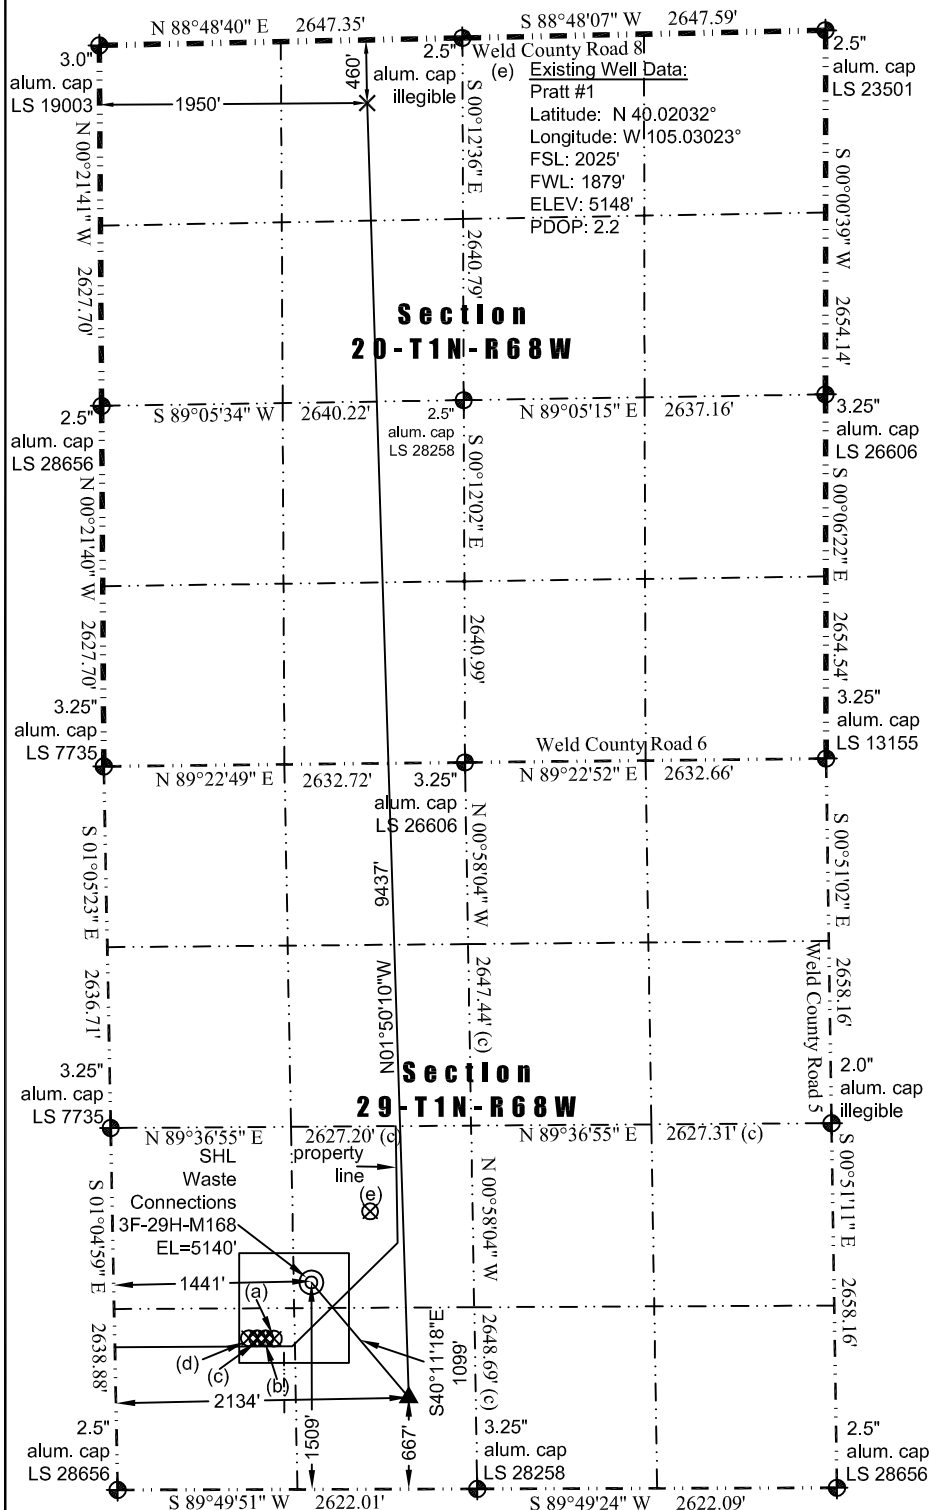 N 88°48'40" E 2647.35'
S 88°48'07" W 2647.59'
3.0"
alum. cap
LS 19003
460'
1950'
2.5"
alum. cap
illegible
Weld County Road 8
(e) Existing Well Data:
Pratt #1
Latitude: N 40.02032°
Longitude: W 105.03023°
FSL: 2025'
FWL: 1879'
ELEV: 5148'
PDOP: 2.2
2.5"
alum. cap
LS 23501
N 00°21'41" W 2627.70'
S 00°12'36" E 2640.79'
S 00°00'39" W 2654.14'
Section
20-T1N-R68W
S 89°05'34" W 2640.22'
N 89°05'15" E 2637.16'
2.5"
alum. cap
LS 28656
2.5"
alum. cap
LS 28258
3.25"
alum. cap
LS 26606
N 00°21'40" W 2627.70'
S 00°12'02" E 2640.99'
S 00°06'22" E 2654.54'
3.25"
alum. cap
LS 7735
Weld County Road 6
3.25"
alum. cap
LS 13155
N 89°22'49" E 2632.72'
N 89°22'52" E 2632.66'
3.25"
alum. cap
LS 26606
S 01°05'23" E 2636.71'
N01°50'10"W 9437'
N 00°58'04" W 2647.44' (c)
S 00°51'02" E 2658.16'
Weld County Road 5
Section
29-T1N-R68W
3.25"
alum. cap
LS 7735
2.0"
alum. cap
illegible
N 89°36'55" E 2627.20' (c)
N 89°36'55" E 2627.31' (c)
SHL
Waste
Connections
3F-29H-M168
EL=5140'
property
line
(e)
S 01°04'59" E 2638.88'
N 00°58'04" W 2648.69' (c)
S 00°51'11" E 2658.16'
1441'
(a)
(d)
(c)
(b)
S40°11'18"E
1099'
2134'
1509'
667'
2.5"
alum. cap
LS 28656
3.25"
alum. cap
LS 28258
2.5"
alum. cap
LS 28656
S 89°49'51" W 2622.01'
S 89°49'24" W 2622.09'